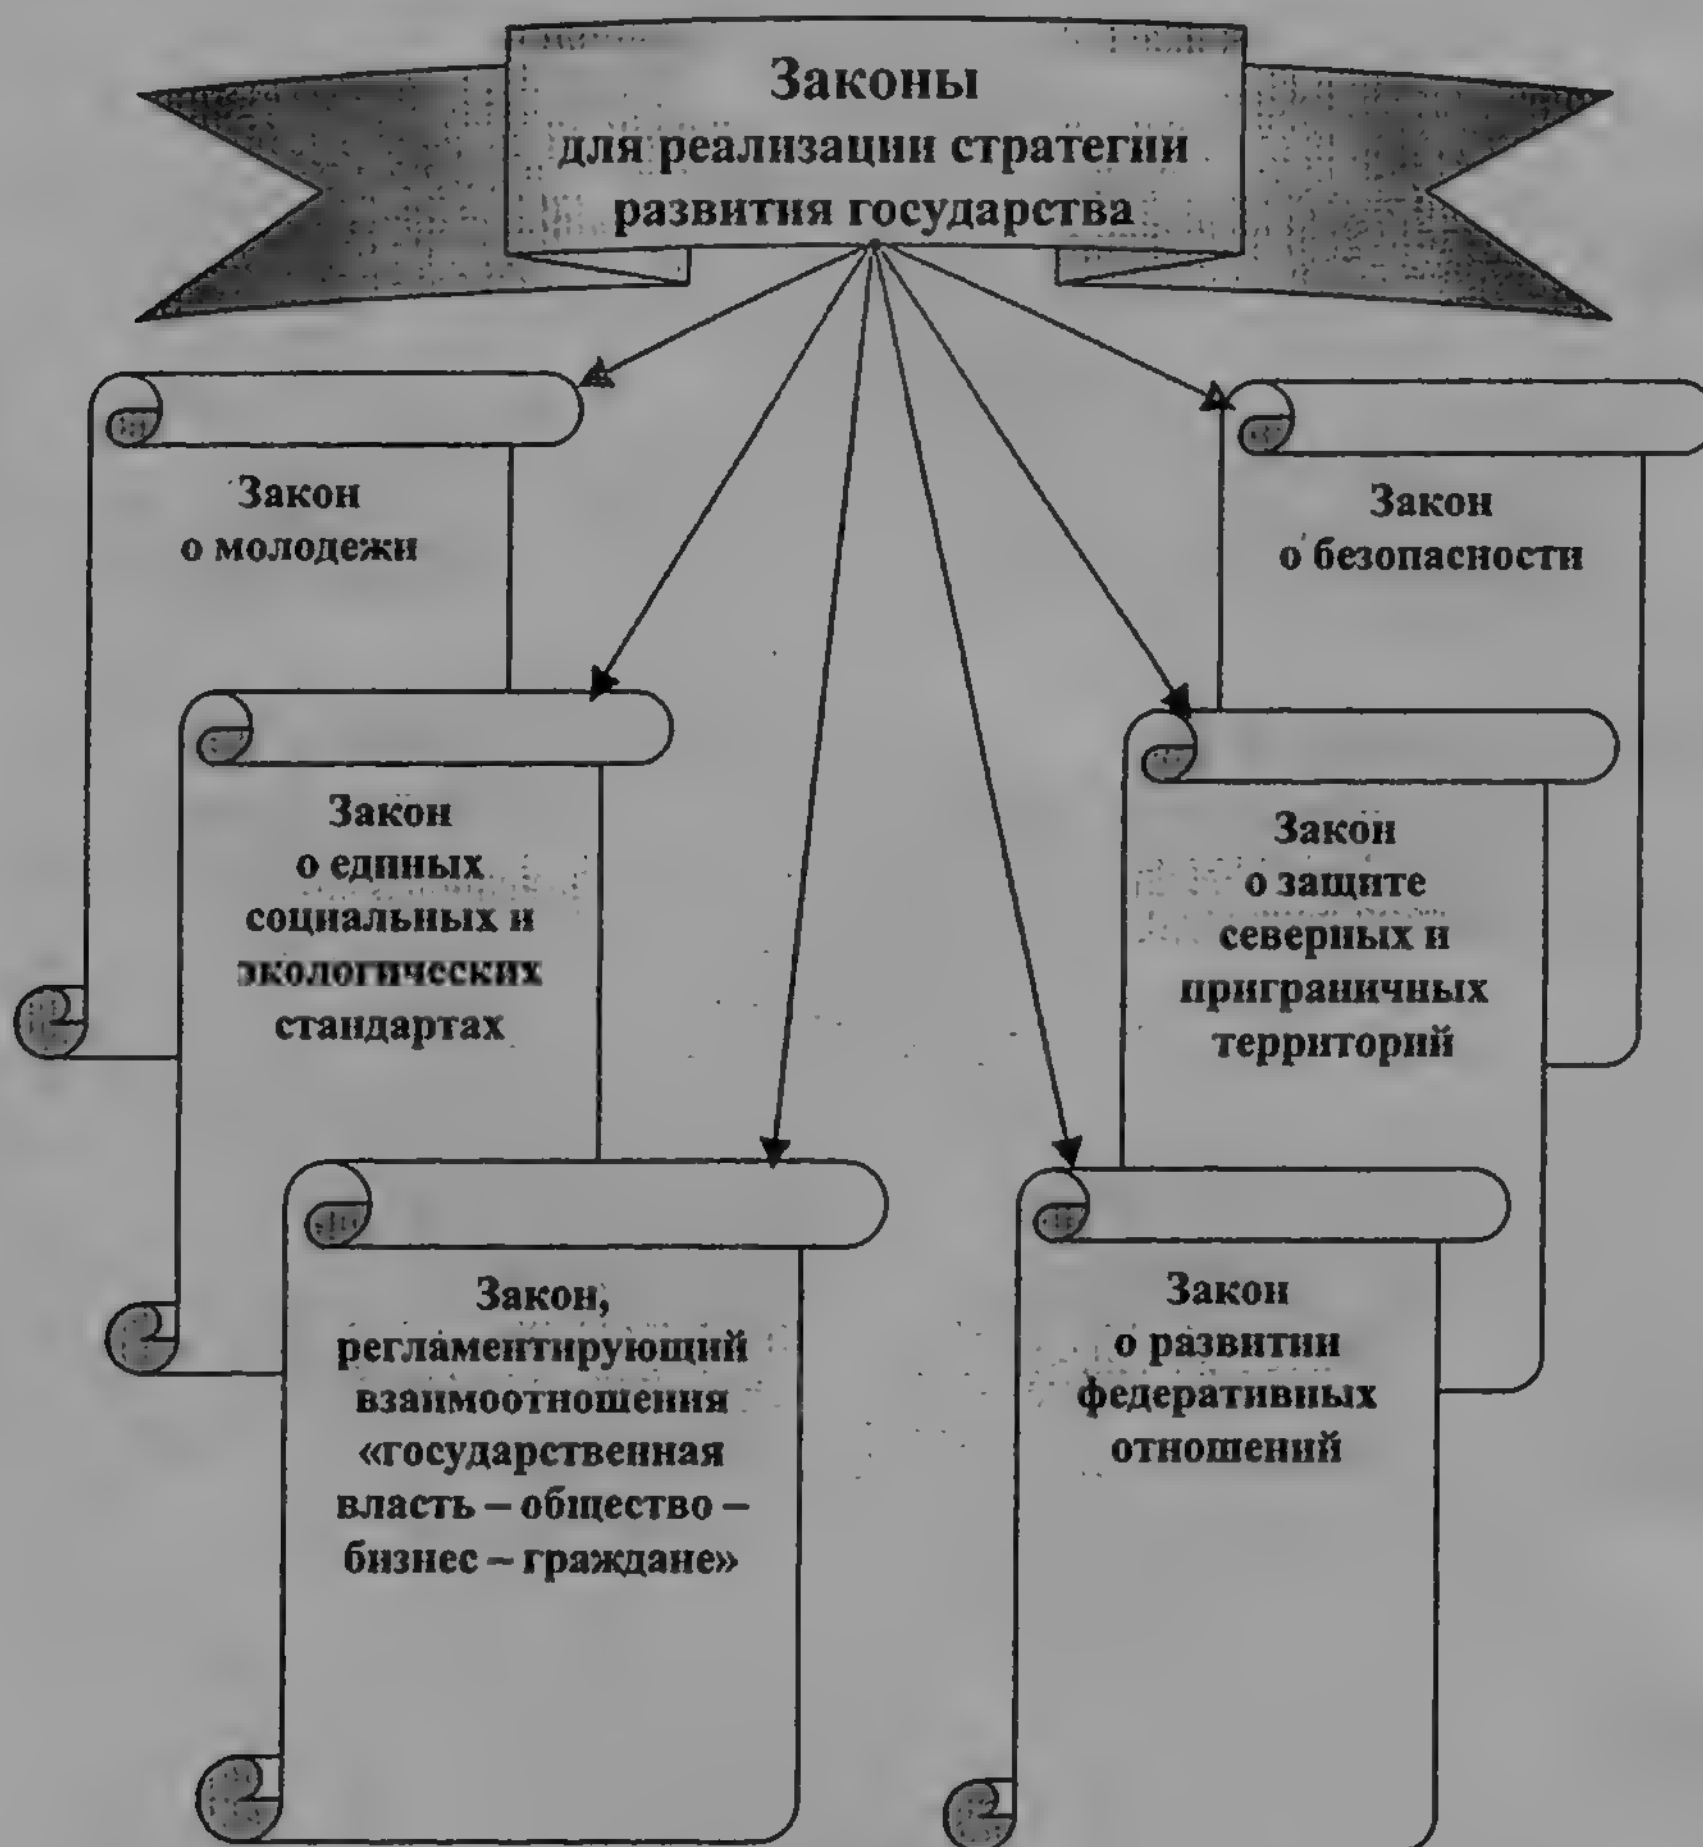 Законы
для реализации стратегии
развития государства
Закон
о молодежи
Закон
о безопасности
Закон
о единых
социальных и
экологических
стандартах
Закон
о защите
северных и
приграничных
территорий
Закон,
регламентирующий
взаимоотношения
«государственная
власть – общество –
бизнес – граждане»
Закон
о развитии
федеративных
отношений